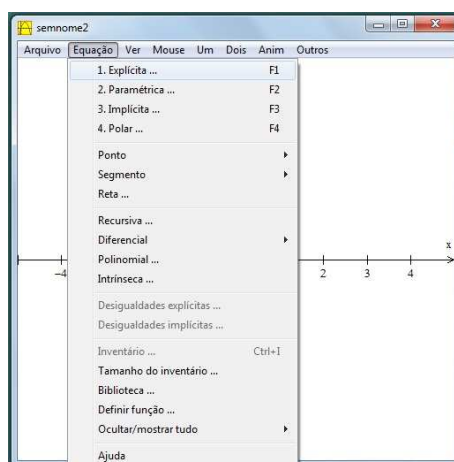 semnome2
Arquivo Equação Ver Mouse Um Dois Anim Outros
1. Explícita ... F1
2. Paramétrica ... F2
3. Implícita ... F3
4. Polar ... F4
Ponto
Segmento
Reta ...
Recursiva ...
Diferencial
Polinomial ...
Intrínseca ...
x
-4 2 3 4
Desigualdades explícitas ...
Desigualdades implícitas ...
Inventário ... Ctrl+I
Tamanho do inventário ...
Biblioteca ...
Definir função ...
Ocultar/mostrar tudo
Ajuda